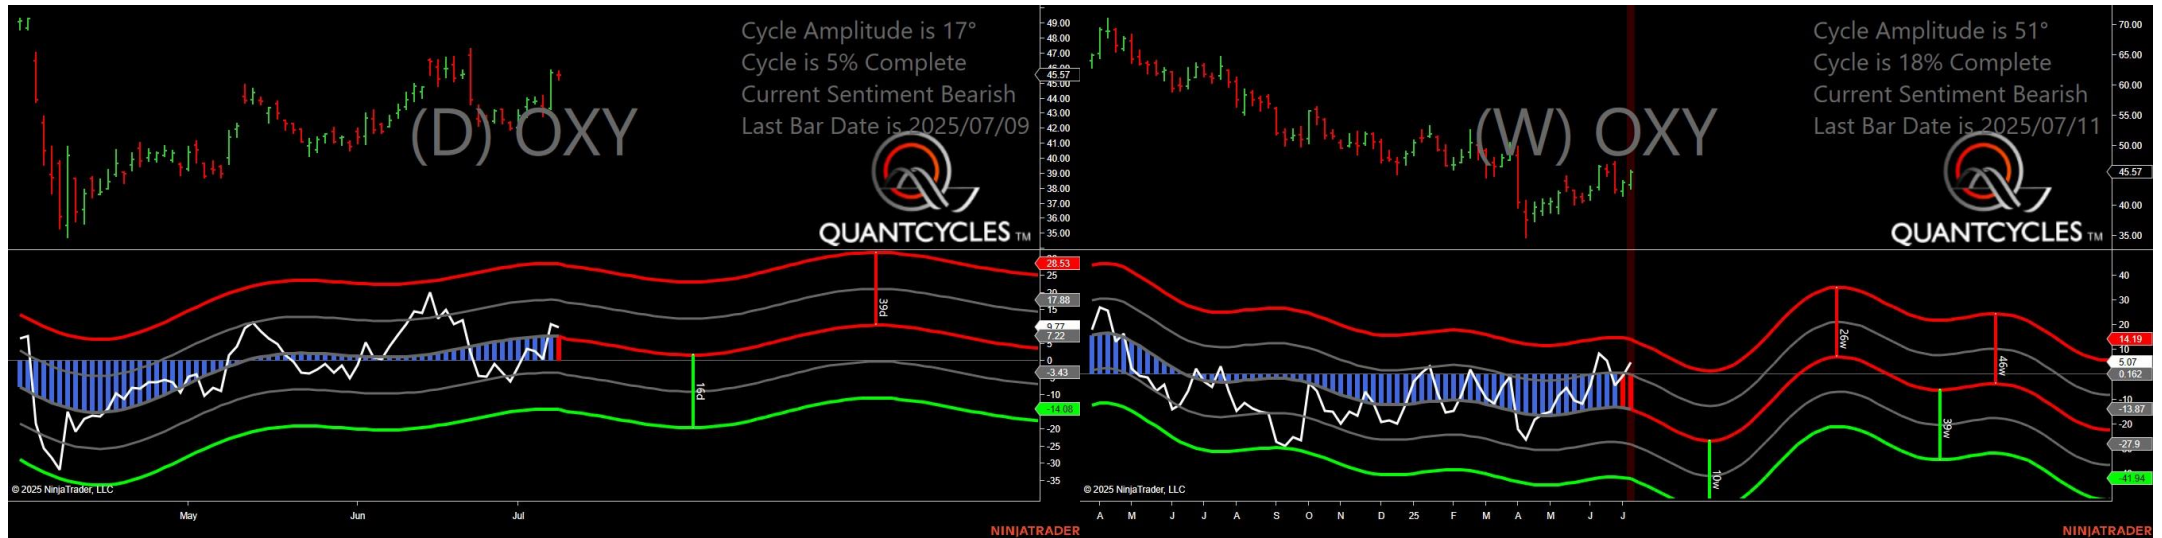 Cycle Amplitude is 17°
Cycle is 5% Complete
Current Sentiment Bearish
Last Bar Date is 2025/07/09
(D) OXY
QUANTCYCLES TM
49.00
48.00
47.00
45.57
44.00
43.00
42.00
41.00
40.00
39.00
38.00
37.00
36.00
35.00
28.53
25
20
17.88
15
9.77
7.22
5
0
-3.43
-10
-14.08
-20
-25
-30
-35
39d
16d
© 2025 NinjaTrader, LLC
May
Jun
Jul
NINJATRADER
Cycle Amplitude is 51°
Cycle is 18% Complete
Current Sentiment Bearish
Last Bar Date is 2025/07/11
(W) OXY
QUANTCYCLES TM
70.00
65.00
60.00
55.00
50.00
45.57
40.00
35.00
40
30
20
14.19
10
5.07
0.162
-10
-13.87
-20
-27.9
-41.94
26w
46w
39w
10w
© 2025 NinjaTrader, LLC
A
M
J
J
A
S
O
N
D
25
F
M
A
M
J
J
NINJATRADER